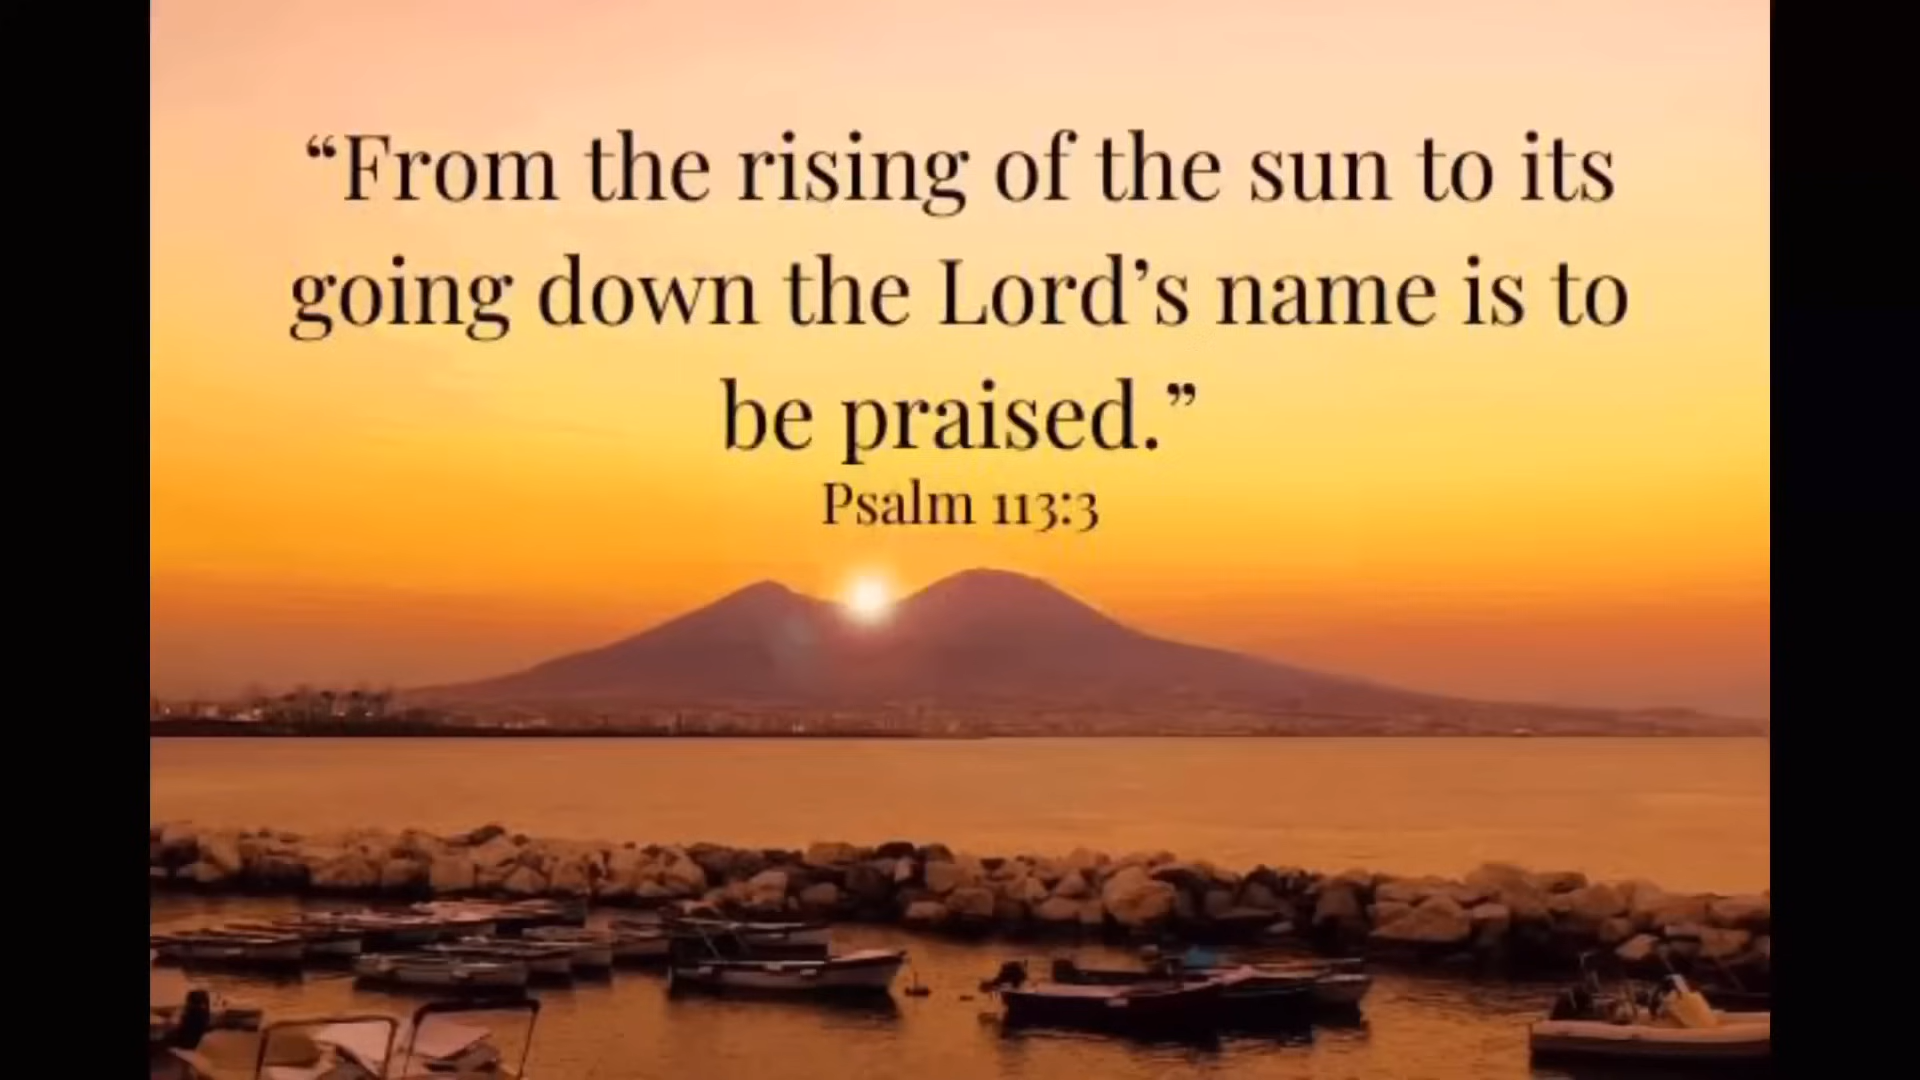 “From the rising of the sun to its
going down the Lord’s name is to
be praised.”
Psalm 113:3